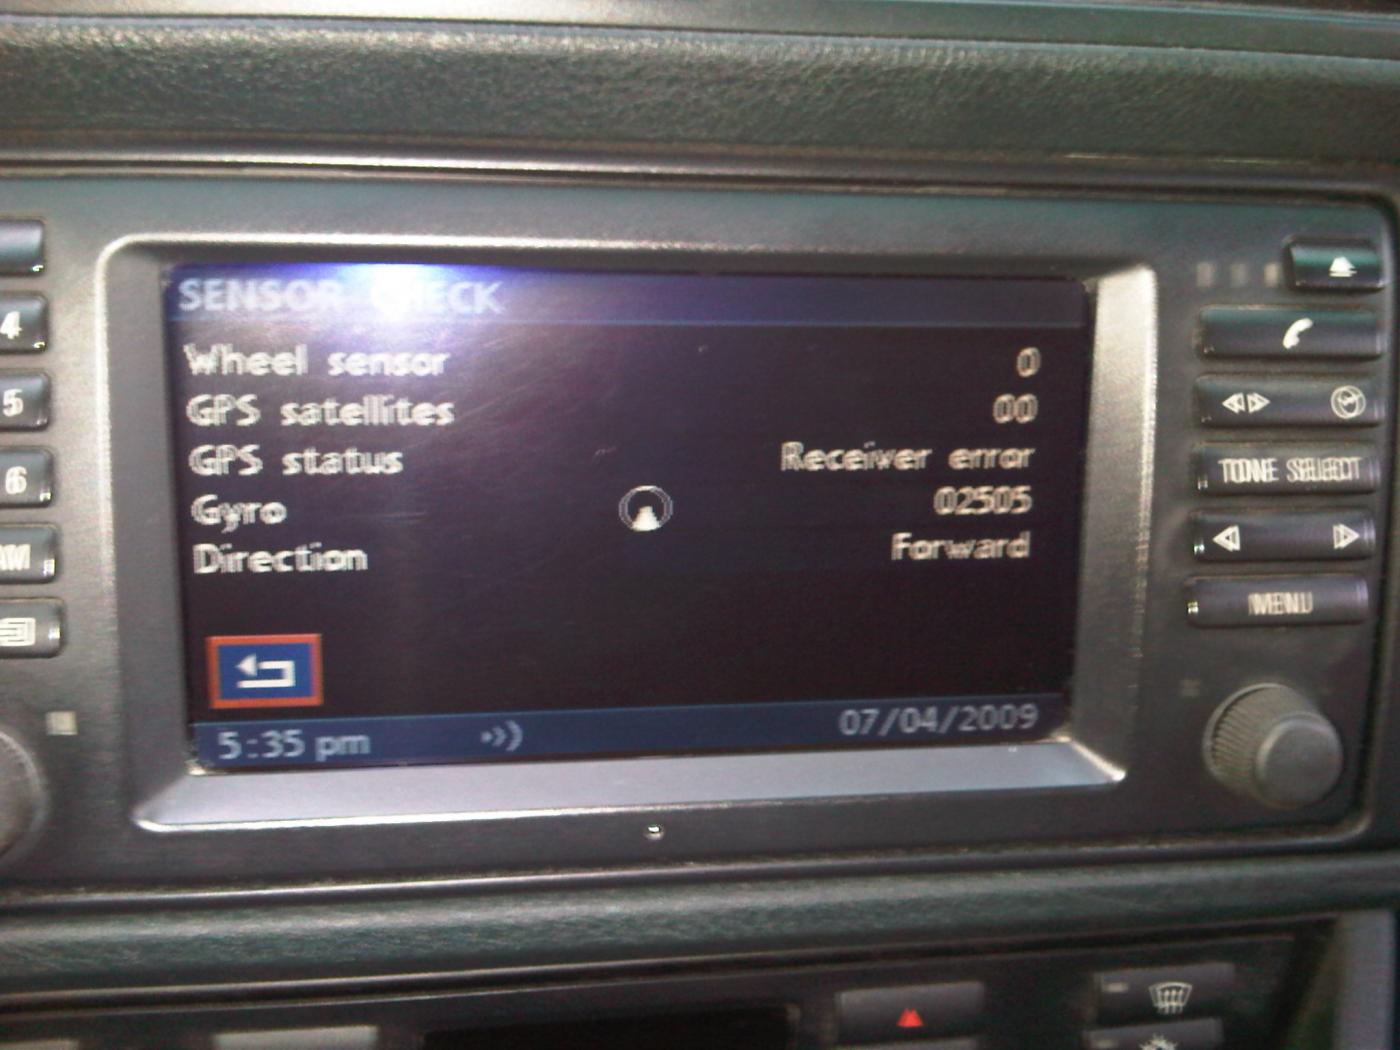 SENSOR CHECK
Wheel sensor 0
GPS satellites 00
GPS status Receiver error
Gyro 02505
Direction Forward
5:35 pm 07/04/2009
4
5
6
AM
TONE SELECT
MENU